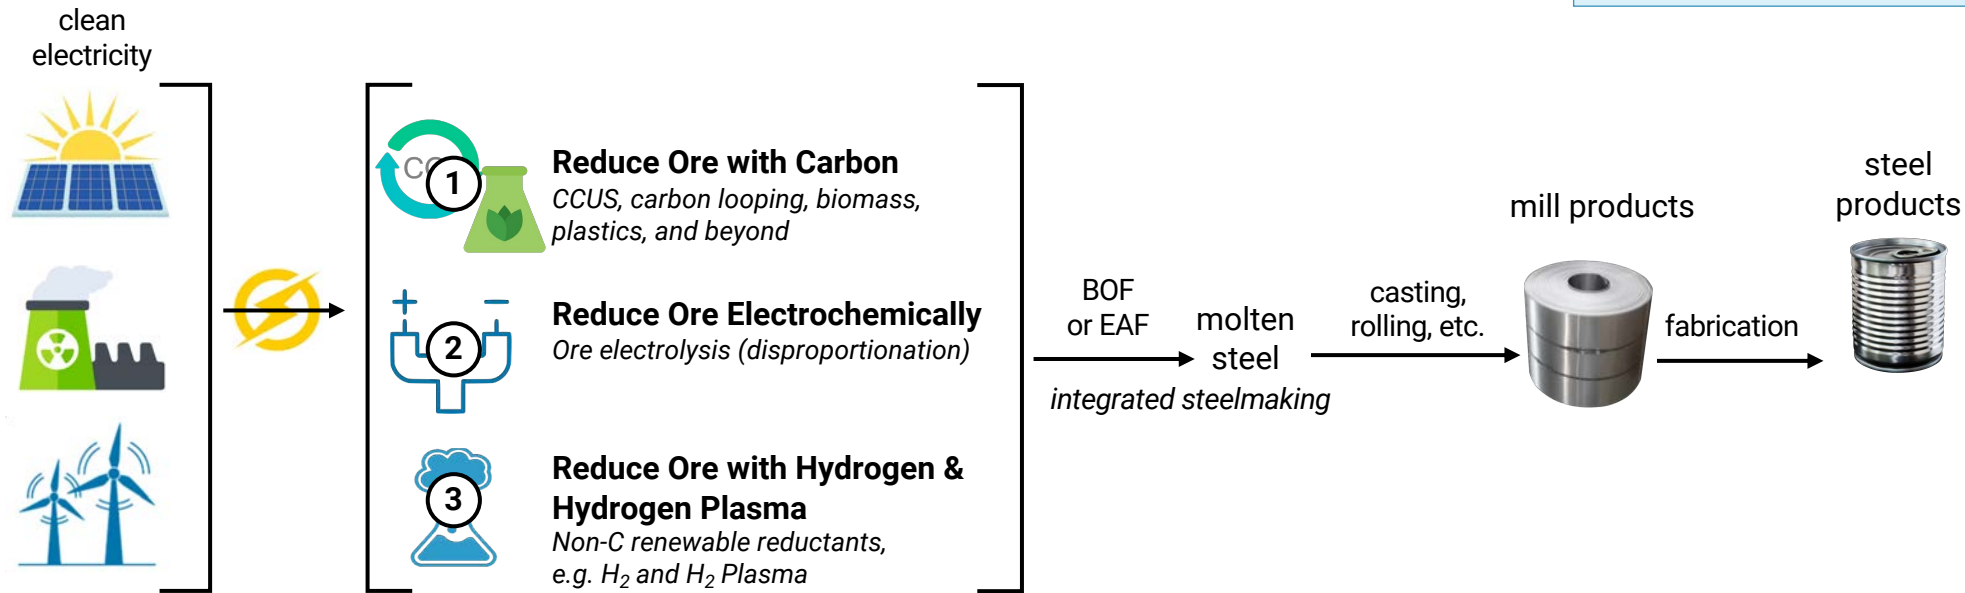 clean
electricity
CC
1
Reduce Ore with Carbon
CCUS, carbon looping, biomass,
plastics, and beyond
+
−
2
Reduce Ore Electrochemically
Ore electrolysis (disproportionation)
3
Reduce Ore with Hydrogen &
Hydrogen Plasma
Non-C renewable reductants,
e.g. H₂ and H₂ Plasma
BOF
or EAF
integrated steelmaking
molten
steel
casting,
rolling, etc.
mill products
fabrication
steel
products